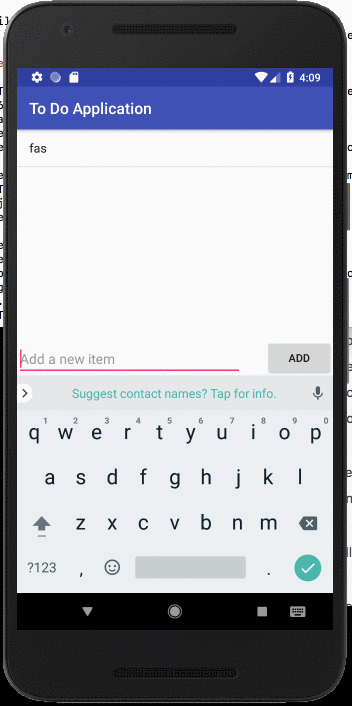 4:09
To Do Application
fas
Add a new item ADD
Suggest contact names? Tap for info.
1 2 3 4 5 6 7 8 9 0
q w e r t y u i o p
a s d f g h j k l
z x c v b n m
?123 , .